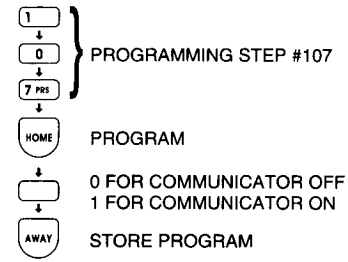 1
0
7 PRS
PROGRAMMING STEP #107
HOME
PROGRAM
0 FOR COMMUNICATOR OFF
1 FOR COMMUNICATOR ON
AWAY
STORE PROGRAM